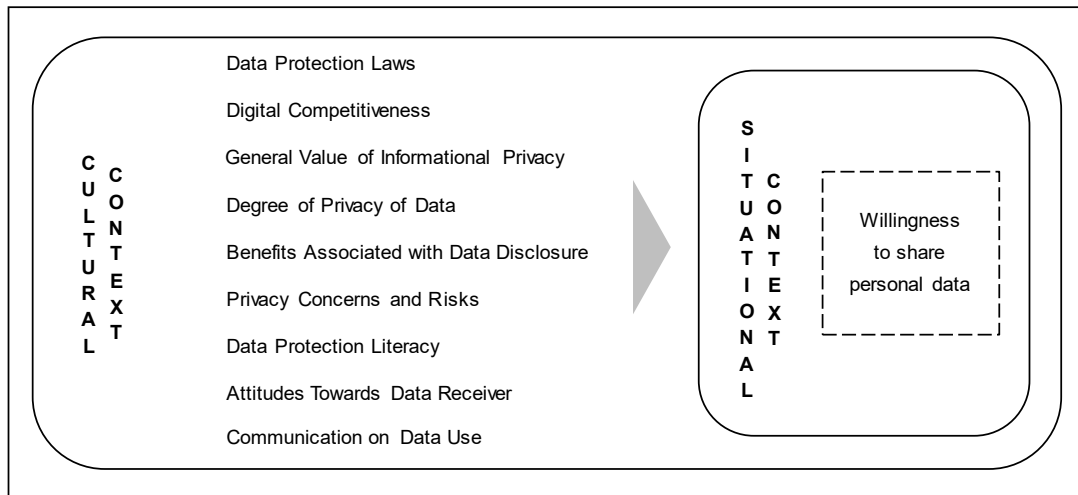 CULTURAL
CONTEXT
Data Protection Laws
Digital Competitiveness
General Value of Informational Privacy
Degree of Privacy of Data
Benefits Associated with Data Disclosure
Privacy Concerns and Risks
Data Protection Literacy
Attitudes Towards Data Receiver
Communication on Data Use
SITUATIONAL
CONTEXT
Willingness
to share
personal data